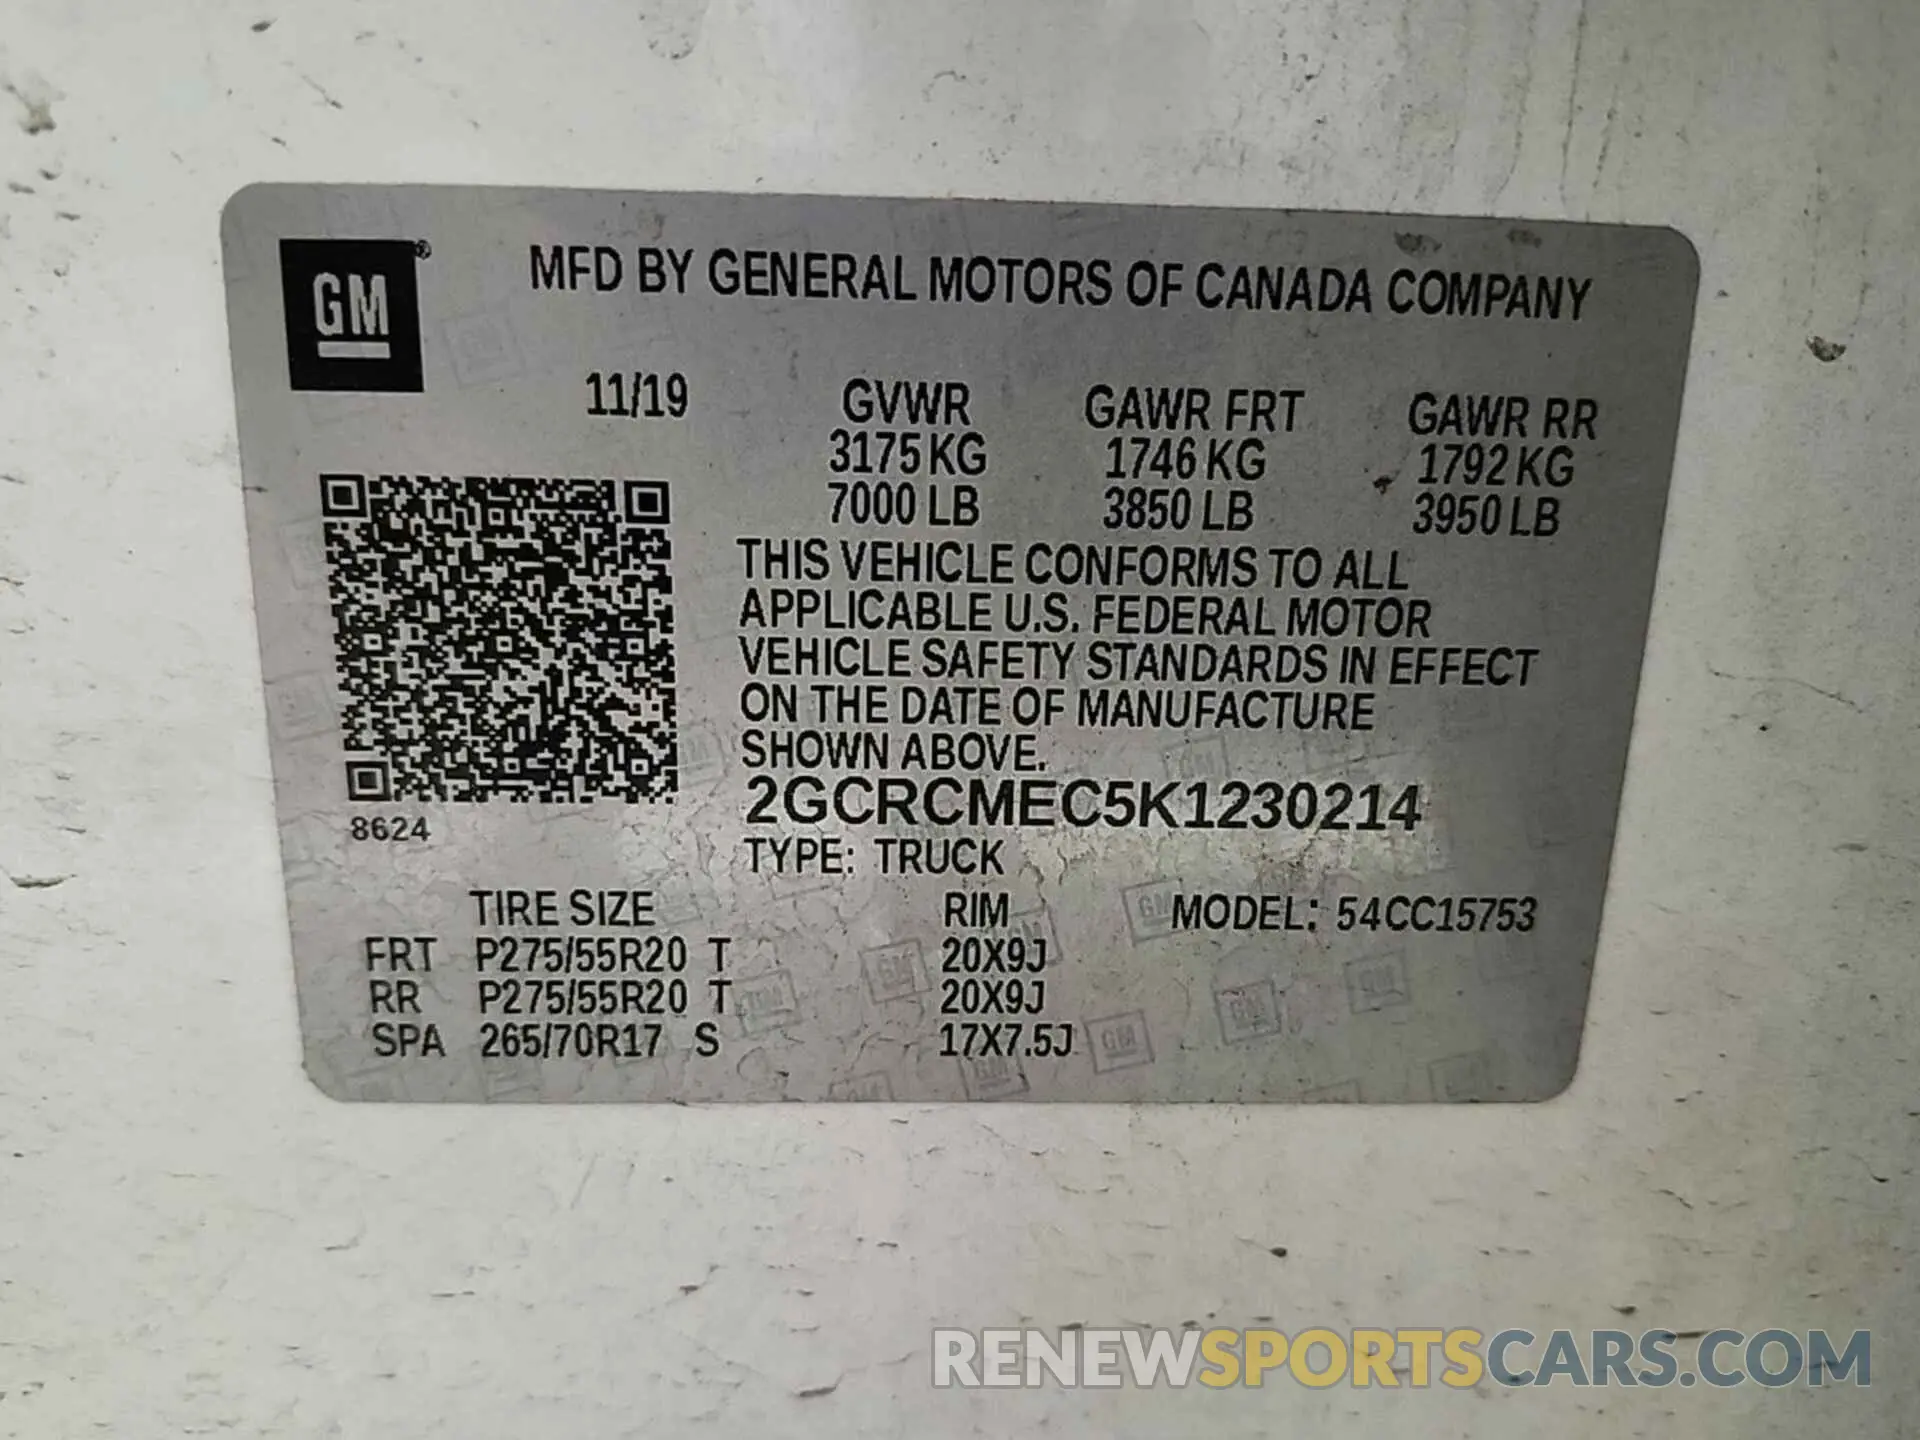 GM®
MFD BY GENERAL MOTORS OF CANADA COMPANY
11/19 GVWR GAWR FRT GAWR RR
3175 KG 1746 KG 1792 KG
7000 LB 3850 LB 3950 LB
THIS VEHICLE CONFORMS TO ALL
APPLICABLE U.S. FEDERAL MOTOR
VEHICLE SAFETY STANDARDS IN EFFECT
ON THE DATE OF MANUFACTURE
SHOWN ABOVE.
2GCRCMEC5K1230214
8624
TYPE: TRUCK
TIRE SIZE RIM MODEL: 54CC15753
FRT P275/55R20 T 20X9J
RR P275/55R20 T 20X9J
SPA 265/70R17 S 17X7.5J
RENEWSPORTSCARS.COM